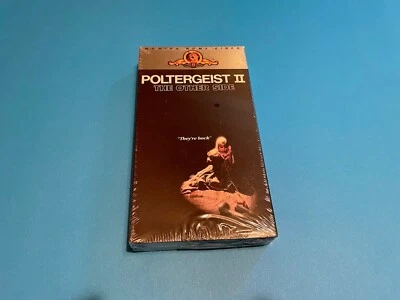 POLTERGEIST II
THE OTHER SIDE
"They're back"